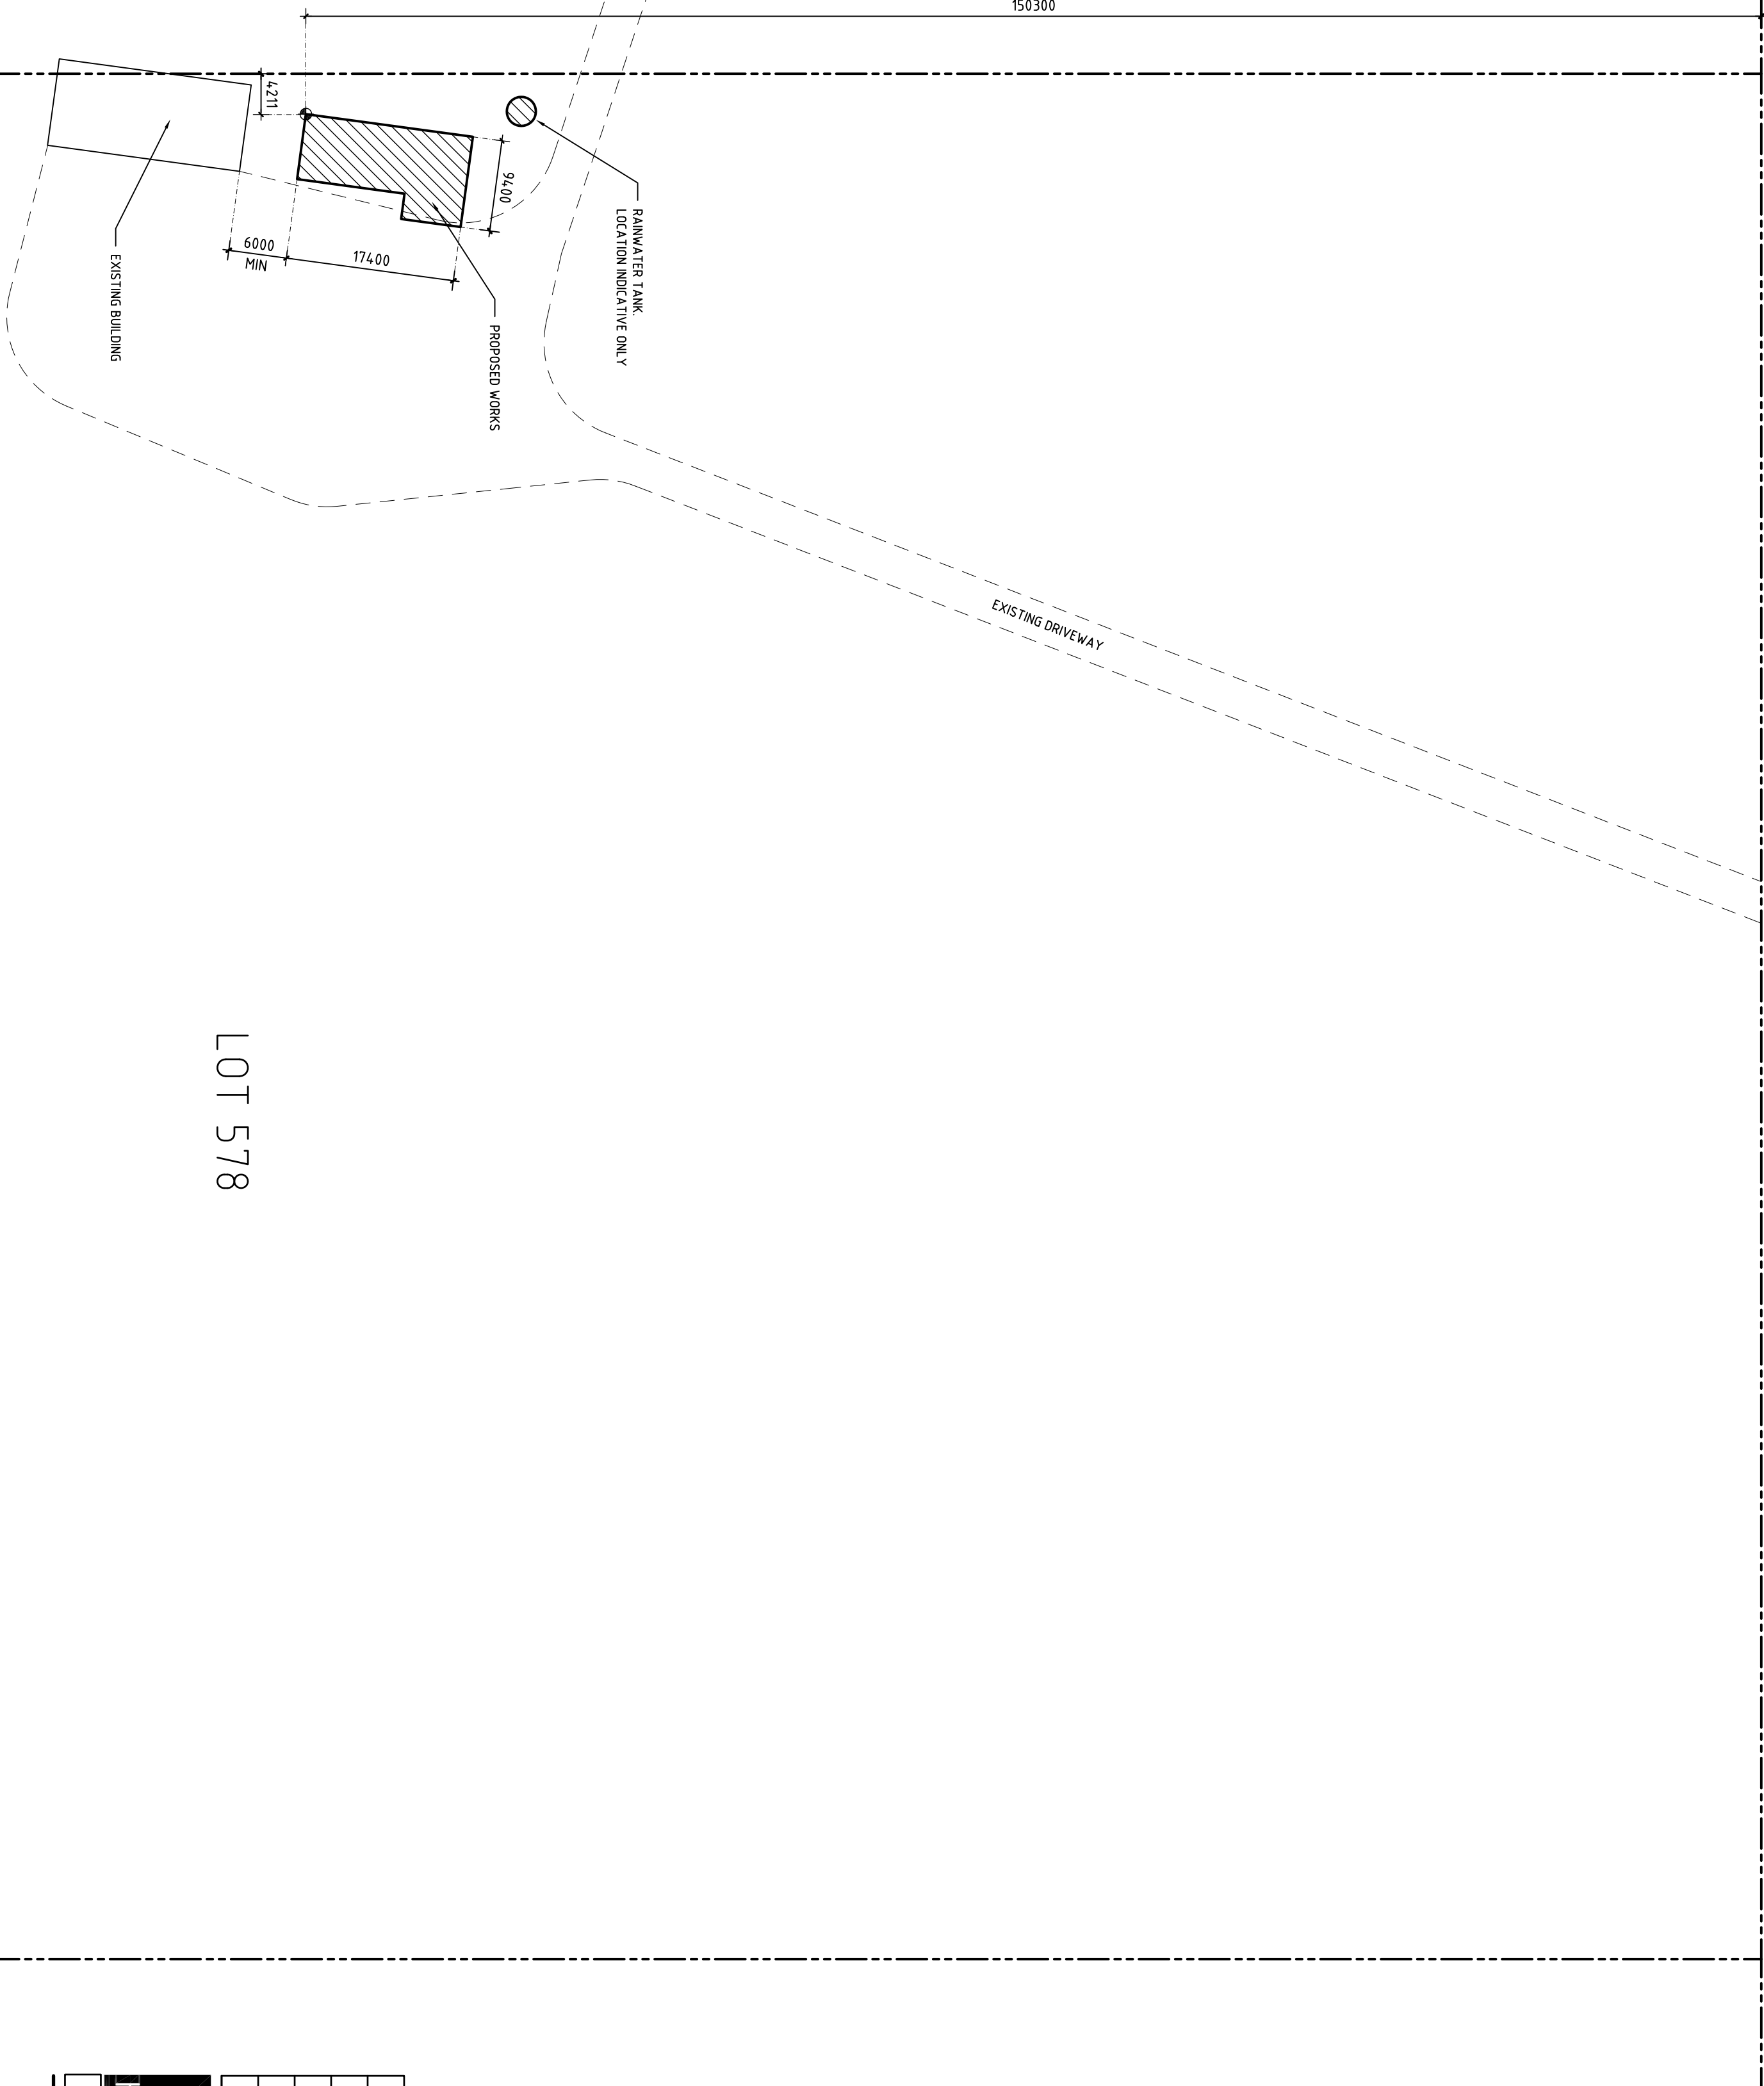 150300
4211
9400
RAINWATER TANK.
LOCATION INDICATIVE ONLY
6000
MIN
17400
EXISTING BUILDING
PROPOSED WORKS
EXISTING DRIVEWAY
LOT 578